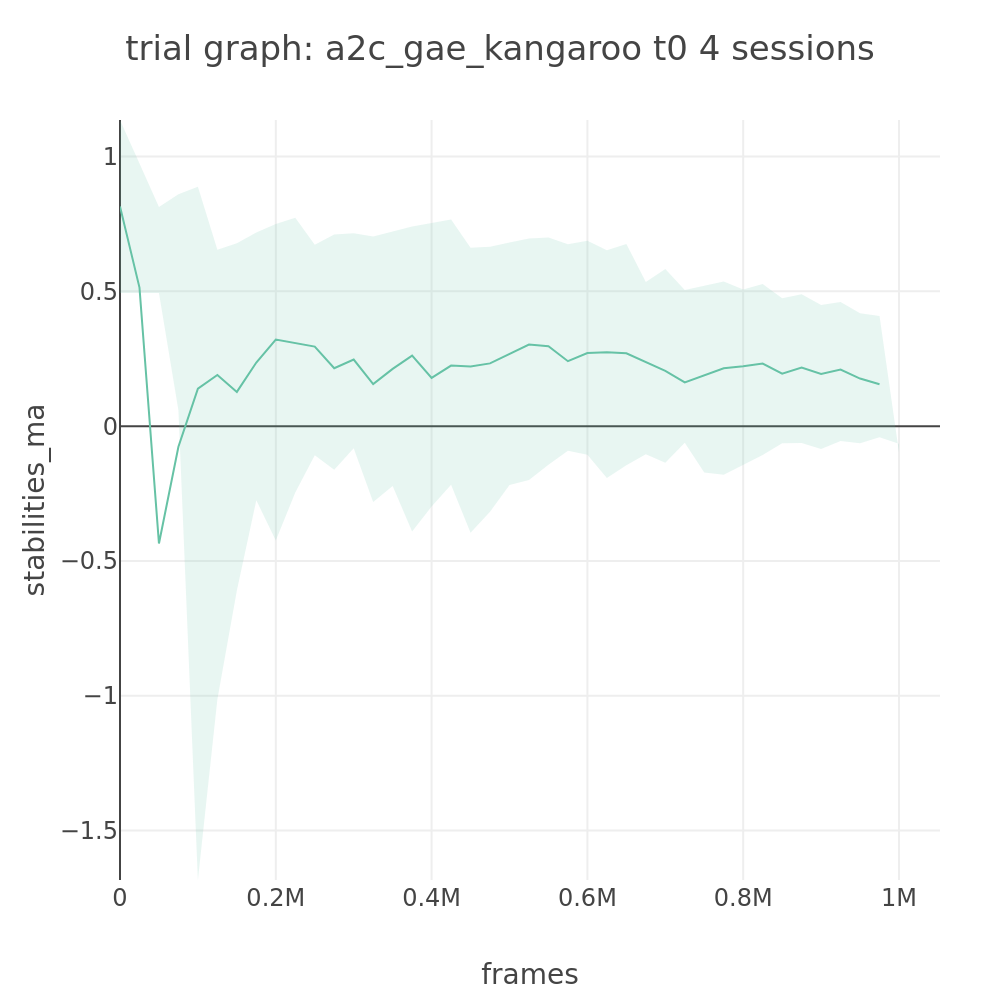 trial graph: a2c_gae_kangaroo t0 4 sessions
1
0.5
0
−0.5
−1
−1.5
stabilities_ma
0
0.2M
0.4M
0.6M
0.8M
1M
frames